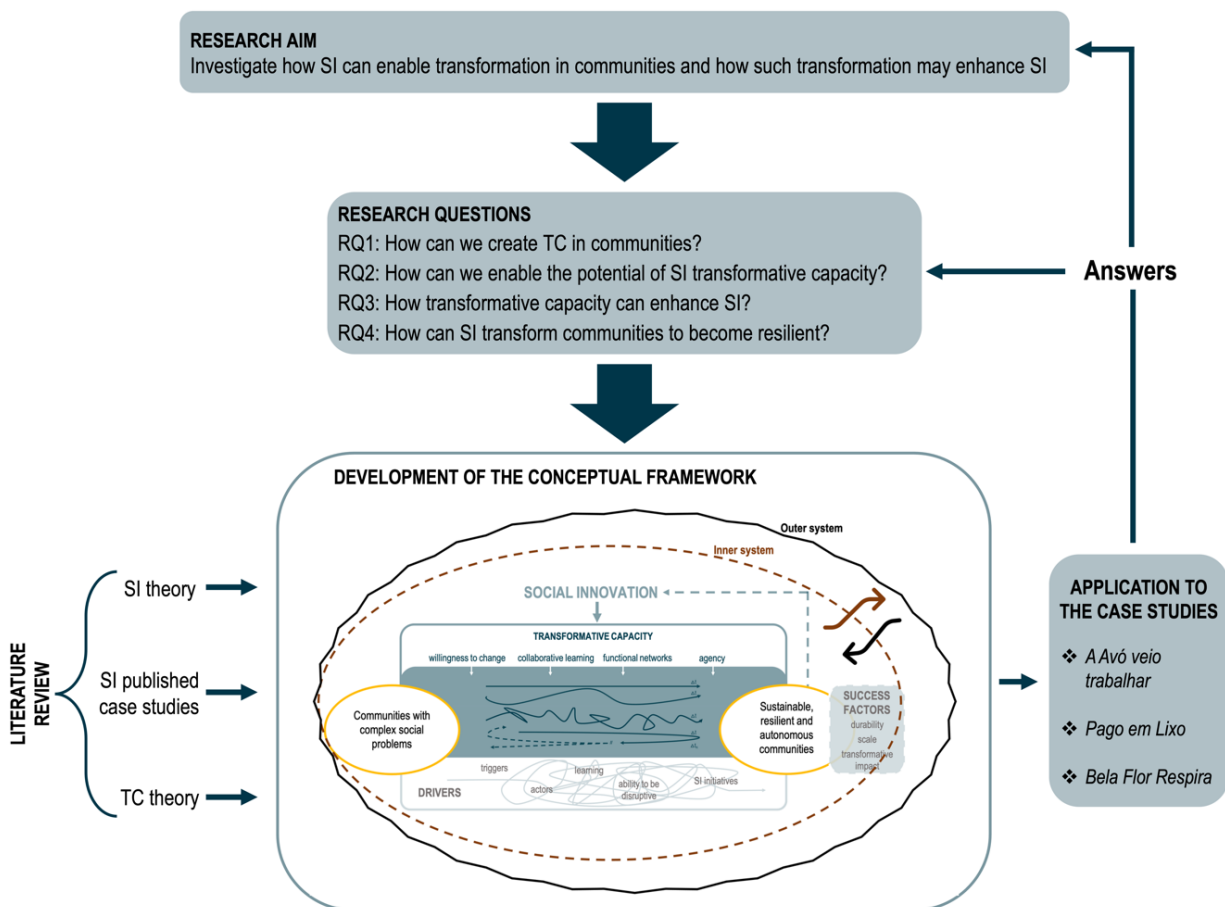 RESEARCH AIM
Investigate how SI can enable transformation in communities and how such transformation may enhance SI
RESEARCH QUESTIONS
RQ1: How can we create TC in communities?
RQ2: How can we enable the potential of SI transformative capacity?
RQ3: How transformative capacity can enhance SI?
RQ4: How can SI transform communities to become resilient?
Answers
DEVELOPMENT OF THE CONCEPTUAL FRAMEWORK
Outer system
Inner system
SOCIAL INNOVATION
TRANSFORMATIVE CAPACITY
willingness to change
collaborative learning
functional networks
agency
Communities with
complex social
problems
Sustainable,
resilient and
autonomous
communities
SUCCESS
FACTORS
durability
scale
transformative
impact
triggers
learning
SI initiatives
actors
ability to be
disruptive
DRIVERS
LITERATURE
REVIEW
SI theory
SI published
case studies
TC theory
APPLICATION TO
THE CASE STUDIES
❖ A Avó veio
trabalhar
❖ Pago em Lixo
❖ Bela Flor Respira